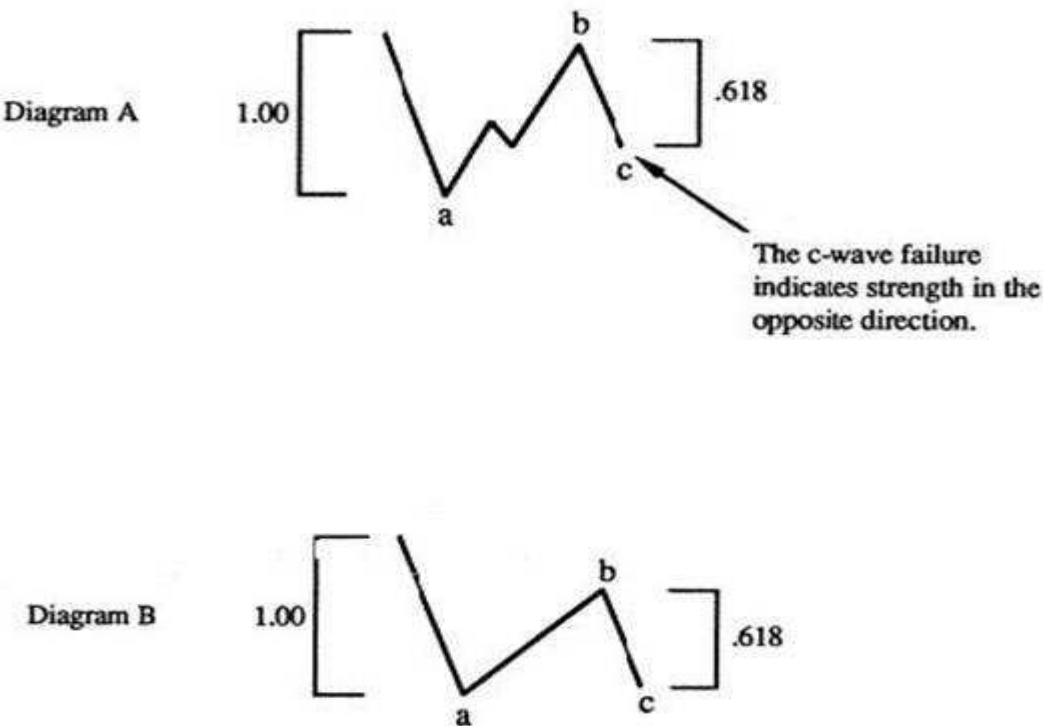 b
Diagram A
1.00
.618
a
c
The c-wave failure
indicates strength in the
opposite direction.
b
Diagram B
1.00
.618
a
c